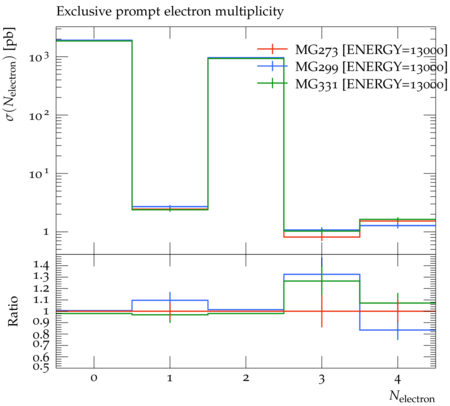 Exclusive prompt electron multiplicity
σ(N_electron) [pb]
10^3
10^2
10^1
1
MG273 [ENERGY=13000]
MG299 [ENERGY=13000]
MG331 [ENERGY=13000]
Ratio
1.4
1.3
1.2
1.1
1
0.9
0.8
0.7
0.6
0.5
0 1 2 3 4
N_electron